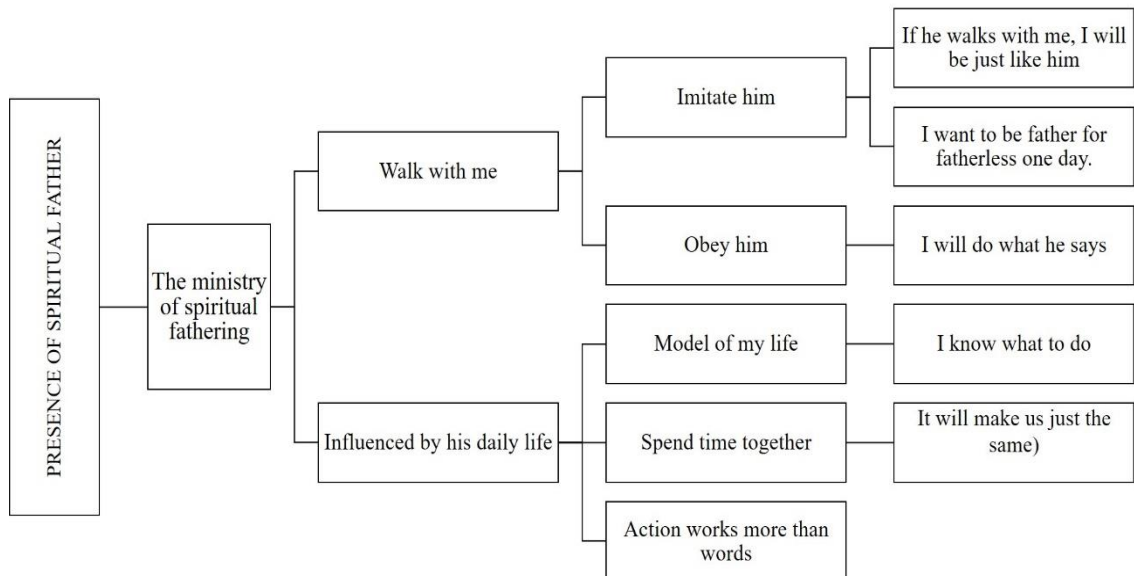 PRESENCE OF SPIRITUAL FATHER
The ministry
of spiritual
fathering
Walk with me
Imitate him
If he walks with me, I will
be just like him
I want to be father for
fatherless one day.
Obey him
I will do what he says
Influenced by his daily life
Model of my life
I know what to do
Spend time together
It will make us just the
same)
Action works more than
words